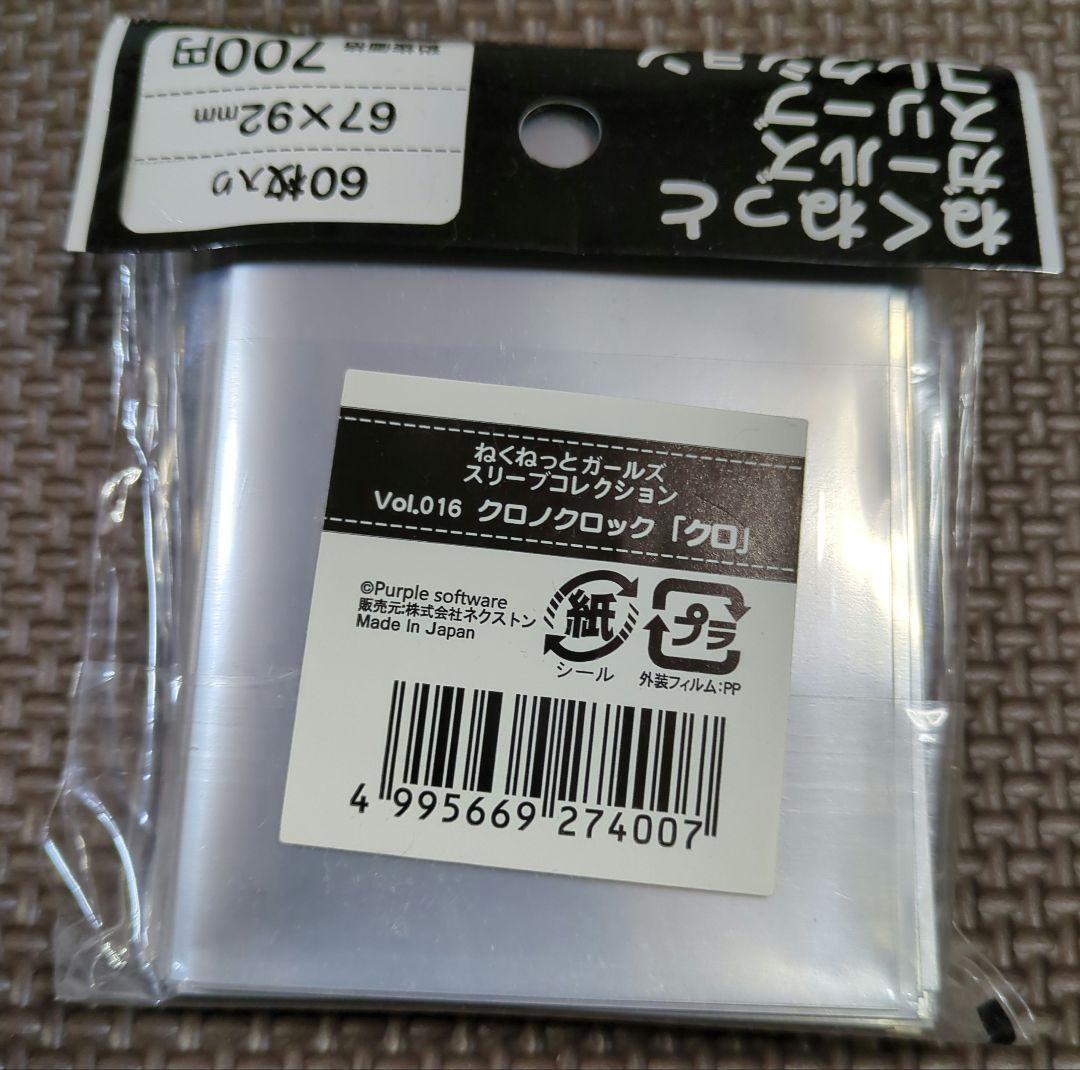 ねくねっと
ガールズ
スリーブ
コレクション
60枚入り
67×92mm
700円
ねくねっとガールズ
スリーブコレクション
Vol.016 クロノクロック「クロ」
©Purple software
販売元:株式会社ネクストン
Made In Japan
紙
シール
プラ
外装フィルム:PP
4 995669 274007